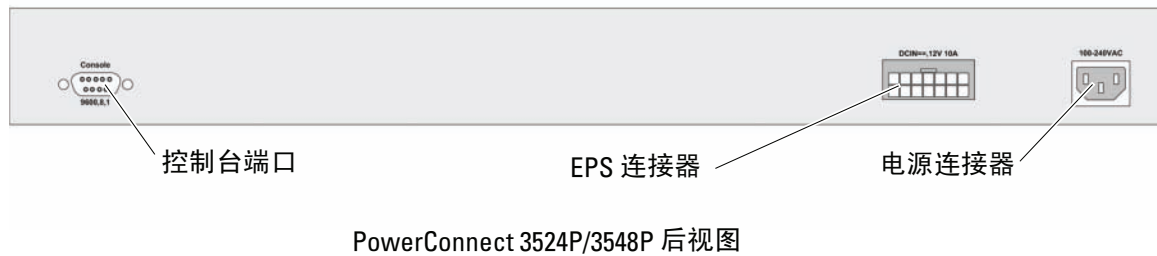 Console
9600,8,1
DCIN==,12V 10A
100-240VAC
控制台端口
EPS 连接器
电源连接器
PowerConnect 3524P/3548P 后视图